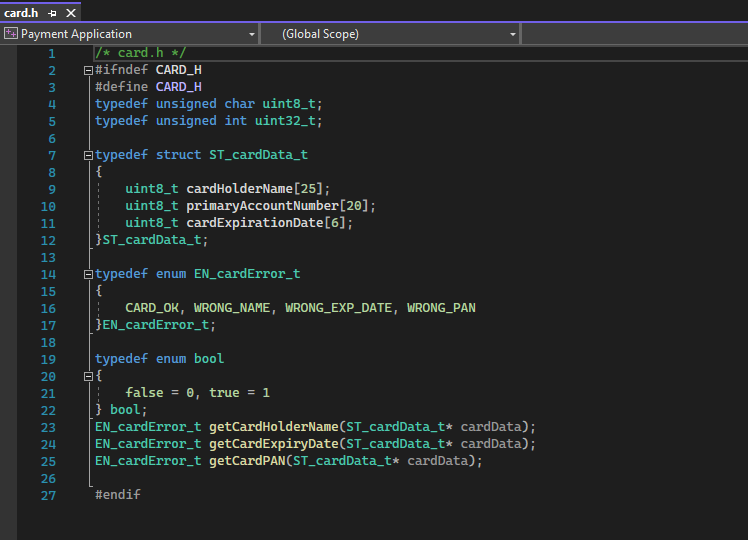 card.h
Payment Application
(Global Scope)
1 /* card.h */
2 #ifndef CARD_H
3 #define CARD_H
4 typedef unsigned char uint8_t;
5 typedef unsigned int uint32_t;
6
7 typedef struct ST_cardData_t
8 {
9 uint8_t cardHolderName[25];
10 uint8_t primaryAccountNumber[20];
11 uint8_t cardExpirationDate[6];
12 }ST_cardData_t;
13
14 typedef enum EN_cardError_t
15 {
16 CARD_OK, WRONG_NAME, WRONG_EXP_DATE, WRONG_PAN
17 }EN_cardError_t;
18
19 typedef enum bool
20 {
21 false = 0, true = 1
22 } bool;
23 EN_cardError_t getCardHolderName(ST_cardData_t* cardData);
24 EN_cardError_t getCardExpiryDate(ST_cardData_t* cardData);
25 EN_cardError_t getCardPAN(ST_cardData_t* cardData);
26
27 #endif